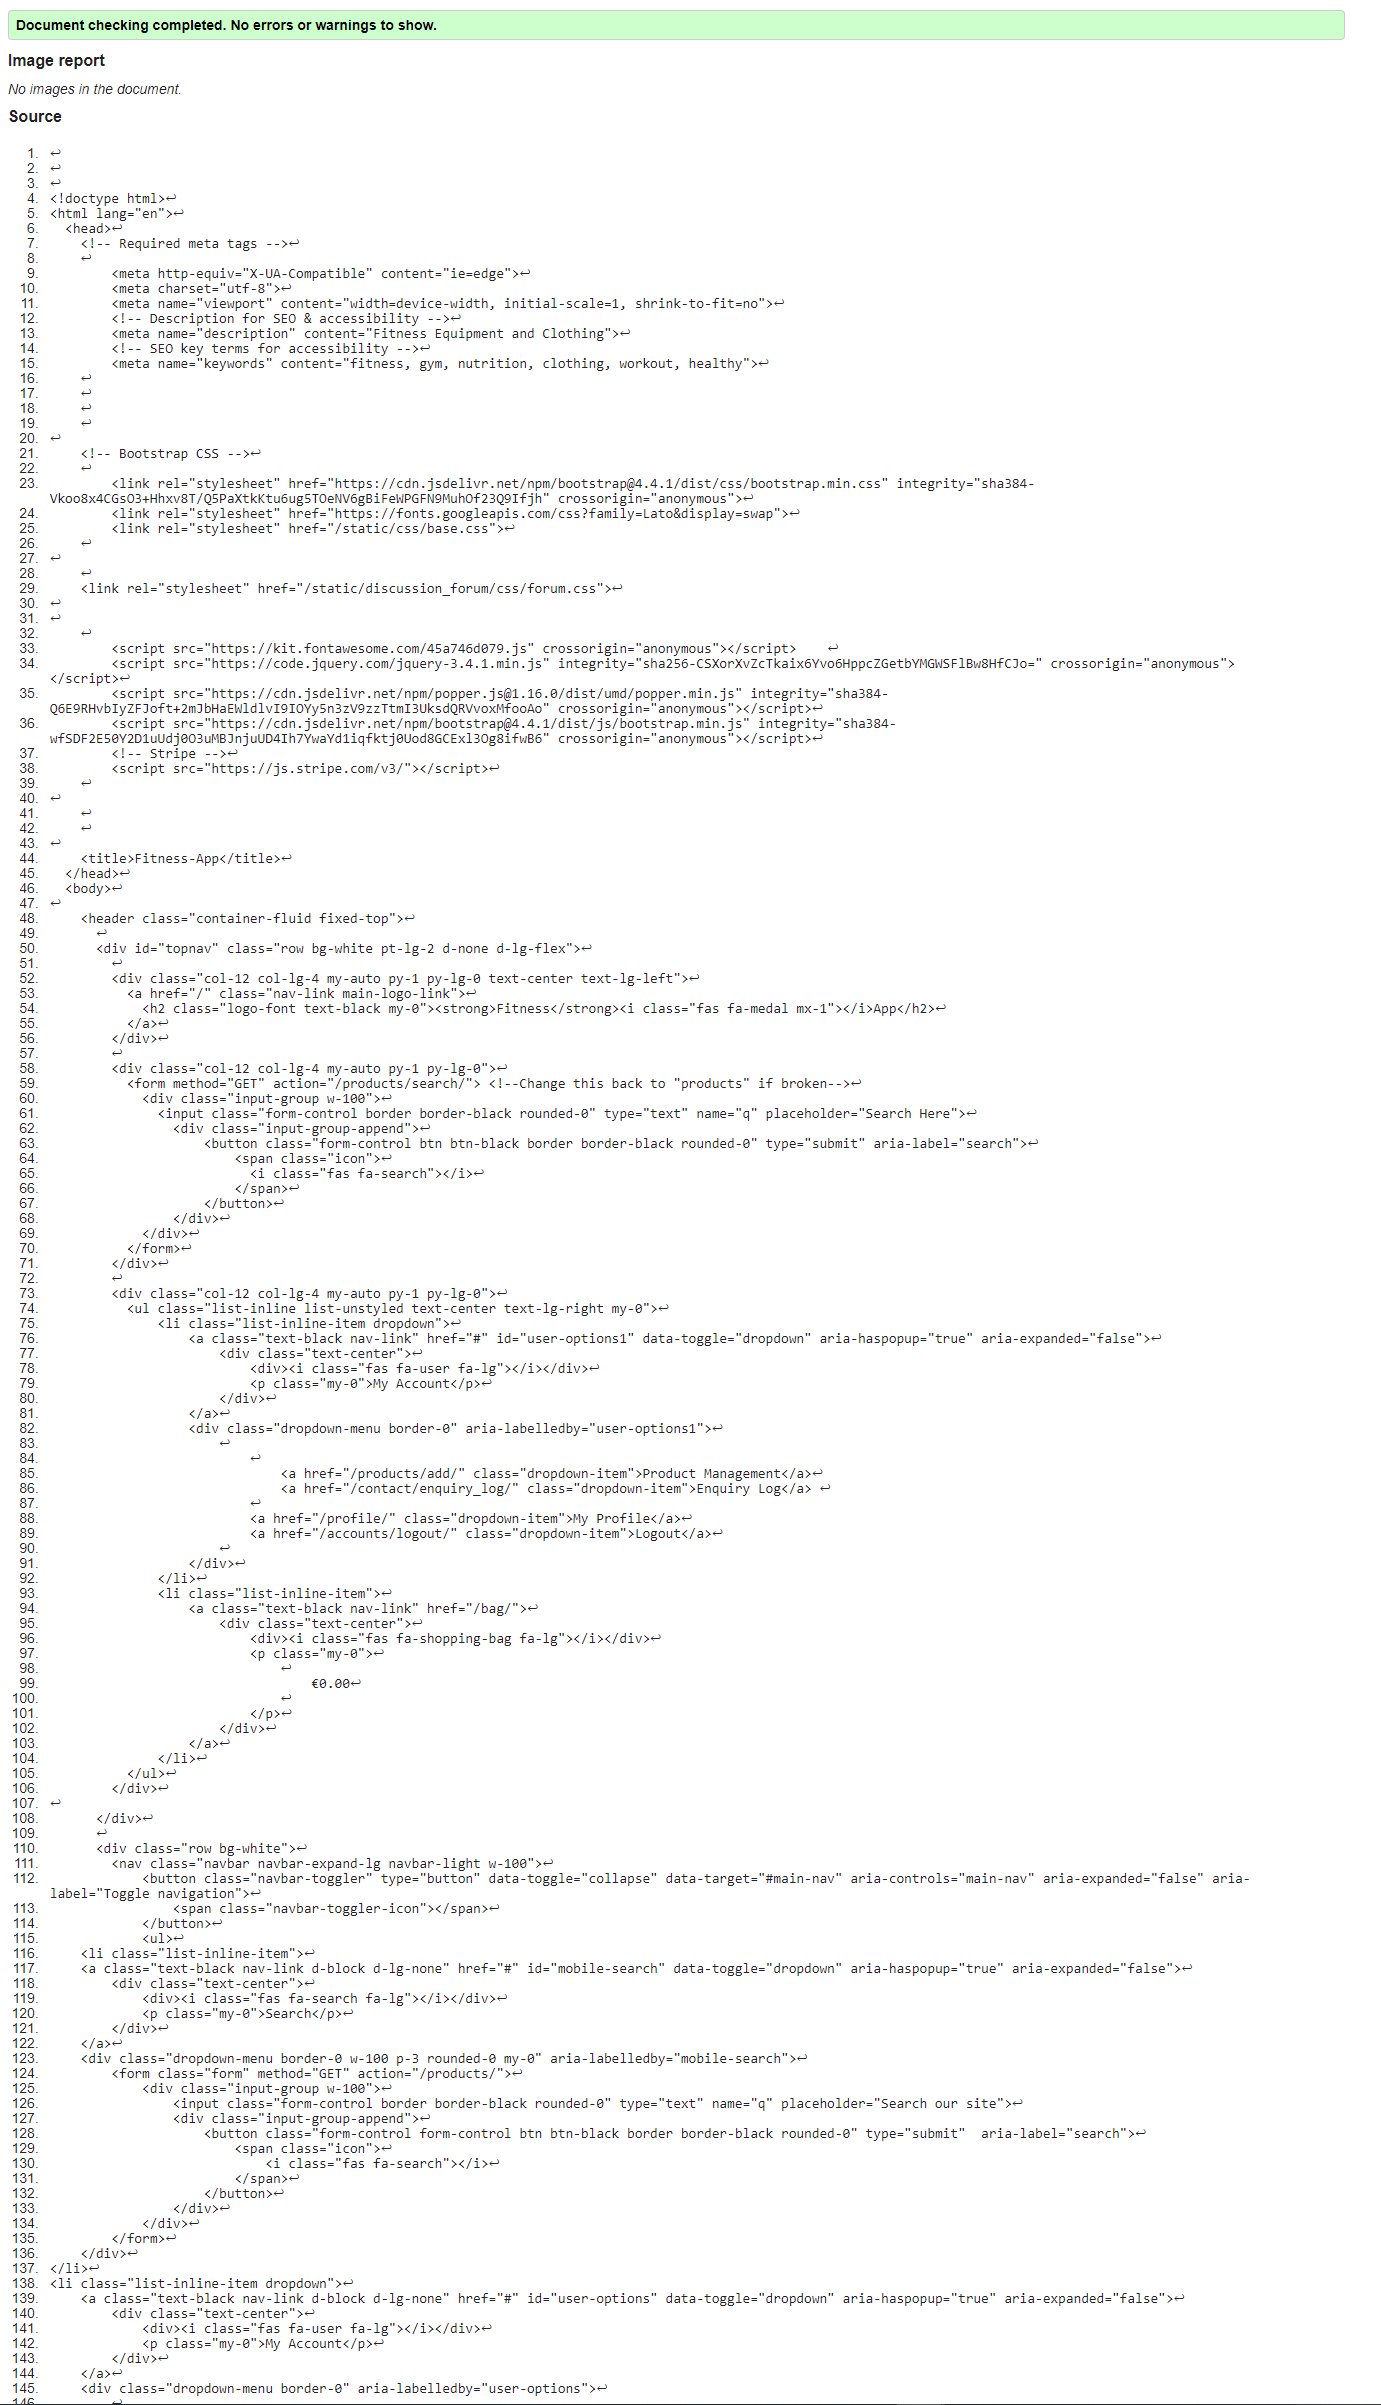 Document checking completed. No errors or warnings to show.
Image report
No images in the document.
Source
1. ↩
2. ↩
3. ↩
4. <!doctype html>↩
5. <html lang="en">↩
6. <head>↩
7. <!-- Required meta tags -->↩
8. ↩
9. <meta http-equiv="X-UA-Compatible" content="ie=edge">↩
10. <meta charset="utf-8">↩
11. <meta name="viewport" content="width=device-width, initial-scale=1, shrink-to-fit=no">↩
12. <!-- Description for SEO & accessibility -->↩
13. <meta name="description" content="Fitness Equipment and Clothing">↩
14. <!-- SEO key terms for accessibility -->↩
15. <meta name="keywords" content="fitness, gym, nutrition, clothing, workout, healthy">↩
16. ↩
17. ↩
18. ↩
19. ↩
20. ↩
21. <!-- Bootstrap CSS -->↩
22. ↩
23. <link rel="stylesheet" href="https://cdn.jsdelivr.net/npm/bootstrap@4.4.1/dist/css/bootstrap.min.css" integrity="sha384-
Vkoo8x4CGsO3+Hhxv8T/Q5PaXtkKtu6ug5TOeNV6gBiFeWPGFN9MuhOf23Q9Ifjh" crossorigin="anonymous">↩
24. <link rel="stylesheet" href="https://fonts.googleapis.com/css?family=Lato&display=swap">↩
25. <link rel="stylesheet" href="/static/css/base.css">↩
26. ↩
27. ↩
28. ↩
29. <link rel="stylesheet" href="/static/discussion_forum/css/forum.css">↩
30. ↩
31. ↩
32. ↩
33. <script src="https://kit.fontawesome.com/45a746d079.js" crossorigin="anonymous"></script> ↩
34. <script src="https://code.jquery.com/jquery-3.4.1.min.js" integrity="sha256-CSXorXvZcTkaix6Yvo6HppcZGetbYMGWSFlBw8HfCJo=" crossorigin="anonymous">
</script>↩
35. <script src="https://cdn.jsdelivr.net/npm/popper.js@1.16.0/dist/umd/popper.min.js" integrity="sha384-
Q6E9RHvbIyZFJoft+2mJbHaEWldlvI9IOYy5n3zV9zzTtmI3UksdQRVvoxMfooAo" crossorigin="anonymous"></script>↩
36. <script src="https://cdn.jsdelivr.net/npm/bootstrap@4.4.1/dist/js/bootstrap.min.js" integrity="sha384-
wfSDF2E50Y2D1uUdj0O3uMBJnjuUD4Ih7YwaYd1iqfktj0Uod8GCExl3Og8ifwB6" crossorigin="anonymous"></script>↩
37. <!-- Stripe -->↩
38. <script src="https://js.stripe.com/v3/"></script>↩
39. ↩
40. ↩
41. ↩
42. ↩
43. ↩
44. <title>Fitness-App</title>↩
45. </head>↩
46. <body>↩
47. ↩
48. <header class="container-fluid fixed-top">↩
49. ↩
50. <div id="topnav" class="row bg-white pt-lg-2 d-none d-lg-flex">↩
51. ↩
52. <div class="col-12 col-lg-4 my-auto py-1 py-lg-0 text-center text-lg-left">↩
53. <a href="/" class="nav-link main-logo-link">↩
54. <h2 class="logo-font text-black my-0"><strong>Fitness</strong><i class="fas fa-medal mx-1"></i>App</h2>↩
55. </a>↩
56. </div>↩
57. ↩
58. <div class="col-12 col-lg-4 my-auto py-1 py-lg-0">↩
59. <form method="GET" action="/products/search/"> <!--Change this back to "products" if broken-->↩
60. <div class="input-group w-100">↩
61. <input class="form-control border border-black rounded-0" type="text" name="q" placeholder="Search Here">↩
62. <div class="input-group-append">↩
63. <button class="form-control btn btn-black border border-black rounded-0" type="submit" aria-label="search">↩
64. <span class="icon">↩
65. <i class="fas fa-search"></i>↩
66. </span>↩
67. </button>↩
68. </div>↩
69. </div>↩
70. </form>↩
71. </div>↩
72. ↩
73. <div class="col-12 col-lg-4 my-auto py-1 py-lg-0">↩
74. <ul class="list-inline list-unstyled text-center text-lg-right my-0">↩
75. <li class="list-inline-item dropdown">↩
76. <a class="text-black nav-link" href="#" id="user-options1" data-toggle="dropdown" aria-haspopup="true" aria-expanded="false">↩
77. <div class="text-center">↩
78. <div><i class="fas fa-user fa-lg"></i></div>↩
79. <p class="my-0">My Account</p>↩
80. </div>↩
81. </a>↩
82. <div class="dropdown-menu border-0" aria-labelledby="user-options1">↩
83. ↩
84. ↩
85. <a href="/products/add/" class="dropdown-item">Product Management</a>↩
86. <a href="/contact/enquiry_log/" class="dropdown-item">Enquiry Log</a> ↩
87. ↩
88. <a href="/profile/" class="dropdown-item">My Profile</a>↩
89. <a href="/accounts/logout/" class="dropdown-item">Logout</a>↩
90. ↩
91. </div>↩
92. </li>↩
93. <li class="list-inline-item">↩
94. <a class="text-black nav-link" href="/bag/">↩
95. <div class="text-center">↩
96. <div><i class="fas fa-shopping-bag fa-lg"></i></div>↩
97. <p class="my-0">↩
98. ↩
99. €0.00↩
100. ↩
101. </p>↩
102. </div>↩
103. </a>↩
104. </li>↩
105. </ul>↩
106. </div>↩
107. ↩
108. </div>↩
109. ↩
110. <div class="row bg-white">↩
111. <nav class="navbar navbar-expand-lg navbar-light w-100">↩
112. <button class="navbar-toggler" type="button" data-toggle="collapse" data-target="#main-nav" aria-controls="main-nav" aria-expanded="false" aria-
label="Toggle navigation">↩
113. <span class="navbar-toggler-icon"></span>↩
114. </button>↩
115. <ul>↩
116. <li class="list-inline-item">↩
117. <a class="text-black nav-link d-block d-lg-none" href="#" id="mobile-search" data-toggle="dropdown" aria-haspopup="true" aria-expanded="false">↩
118. <div class="text-center">↩
119. <div><i class="fas fa-search fa-lg"></i></div>↩
120. <p class="my-0">Search</p>↩
121. </div>↩
122. </a>↩
123. <div class="dropdown-menu border-0 w-100 p-3 rounded-0 my-0" aria-labelledby="mobile-search">↩
124. <form class="form" method="GET" action="/products/">↩
125. <div class="input-group w-100">↩
126. <input class="form-control border border-black rounded-0" type="text" name="q" placeholder="Search our site">↩
127. <div class="input-group-append">↩
128. <button class="form-control form-control btn btn-black border border-black rounded-0" type="submit"  aria-label="search">↩
129. <span class="icon">↩
130. <i class="fas fa-search"></i>↩
131. </span>↩
132. </button>↩
133. </div>↩
134. </div>↩
135. </form>↩
136. </div>↩
137. </li>↩
138. <li class="list-inline-item dropdown">↩
139. <a class="text-black nav-link d-block d-lg-none" href="#" id="user-options" data-toggle="dropdown" aria-haspopup="true" aria-expanded="false">↩
140. <div class="text-center">↩
141. <div><i class="fas fa-user fa-lg"></i></div>↩
142. <p class="my-0">My Account</p>↩
143. </div>↩
144. </a>↩
145. <div class="dropdown-menu border-0" aria-labelledby="user-options">↩
146. ↩